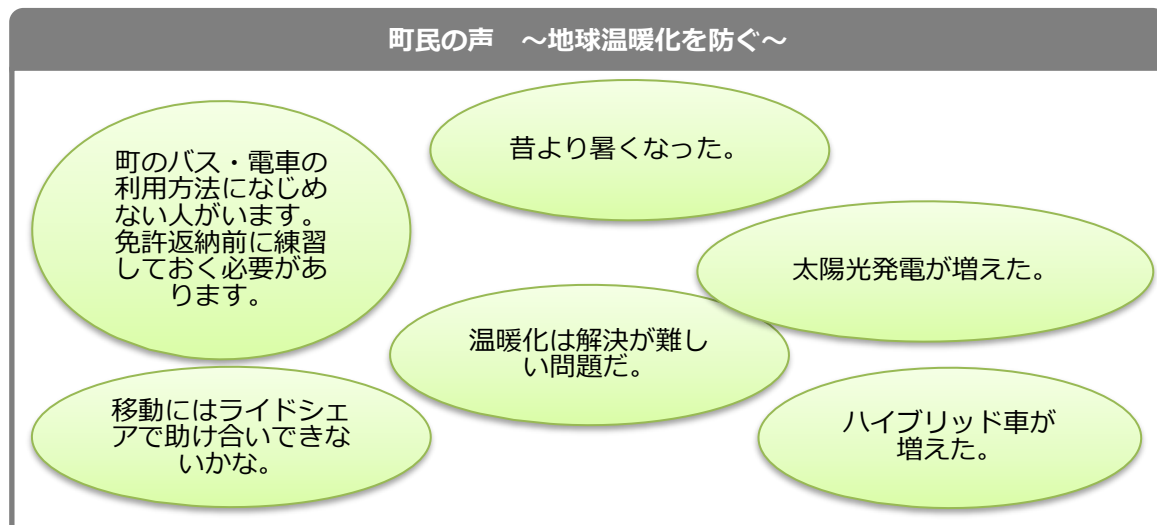 町民の声　～地球温暖化を防ぐ～
町のバス・電車の
利用方法になじめ
ない人がいます。
免許返納前に練習
しておく必要があ
ります。
昔より暑くなった。
太陽光発電が増えた。
温暖化は解決が難し
い問題だ。
移動にはライドシェ
アで助け合いできな
いかな。
ハイブリッド車が
増えた。